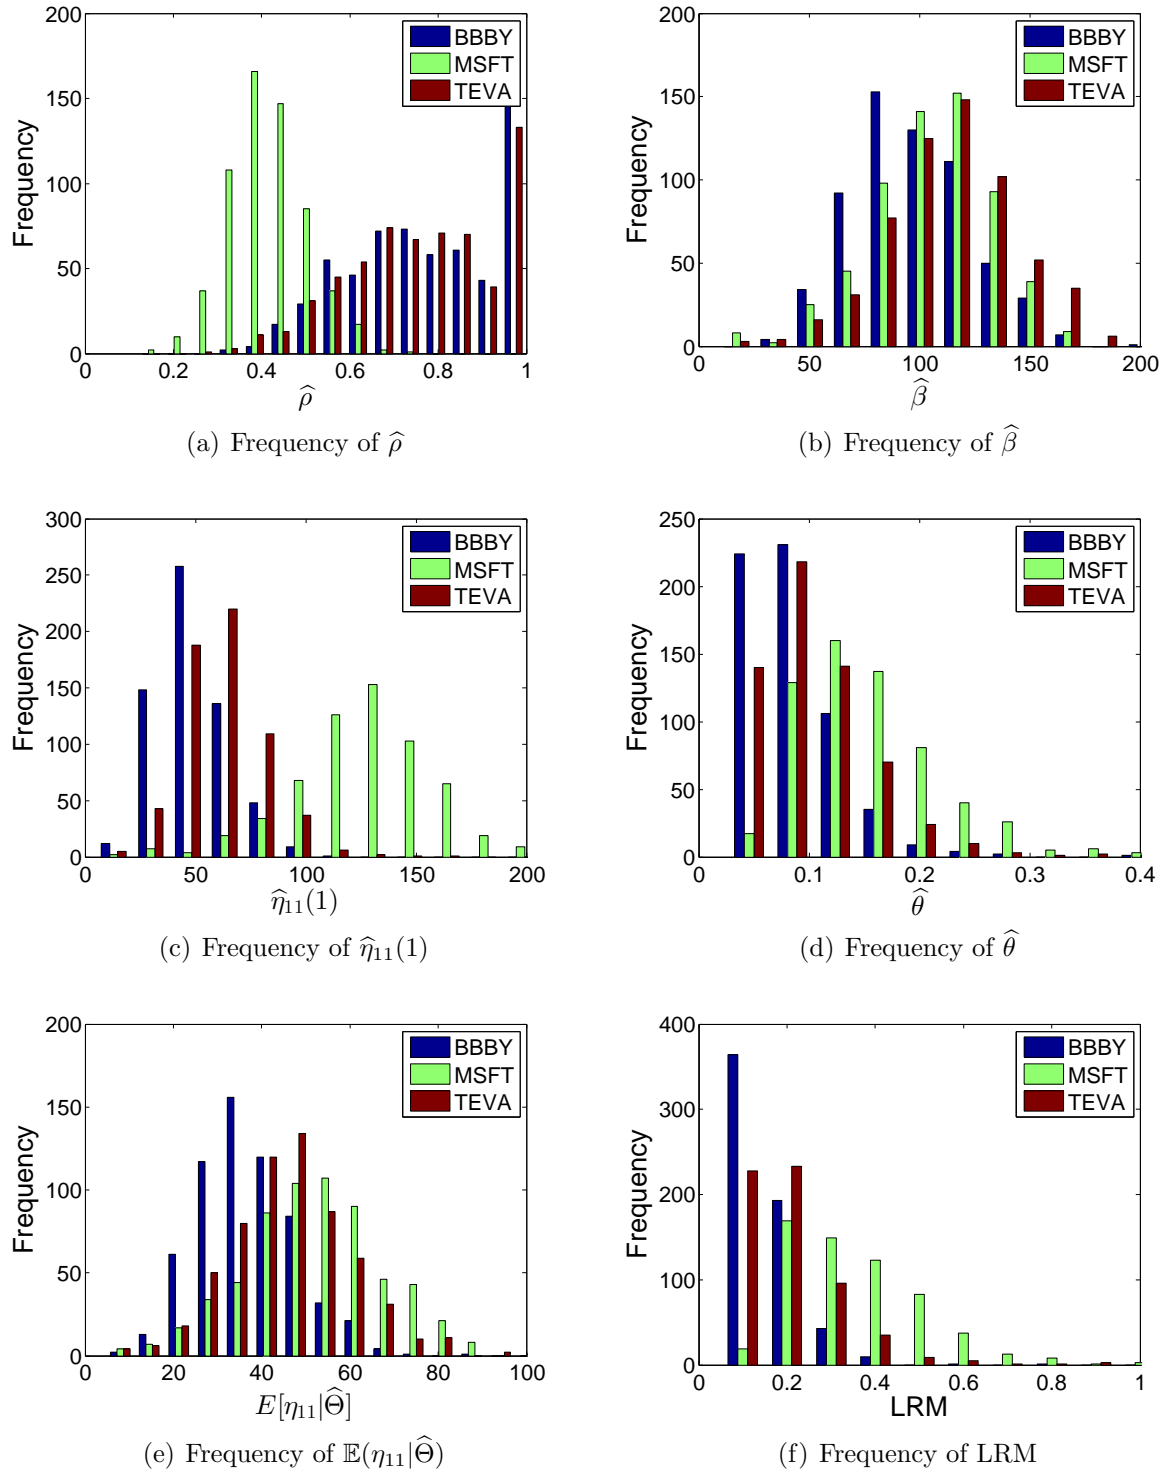 200
150
100
50
0
Frequency
BBBY
MSFT
TEVA
0 0.2 0.4 0.6 0.8 1
ρ̂
(a) Frequency of ρ̂
200
150
100
50
0
Frequency
BBBY
MSFT
TEVA
50 100 150 200
β̂
(b) Frequency of β̂
300
250
200
150
100
50
0
Frequency
BBBY
MSFT
TEVA
0 50 100 150 200
η̂₁₁(1)
(c) Frequency of η̂₁₁(1)
250
200
150
100
50
0
Frequency
BBBY
MSFT
TEVA
0 0.1 0.2 0.3 0.4
θ̂
(d) Frequency of θ̂
200
150
100
50
0
Frequency
BBBY
MSFT
TEVA
0 20 40 60 80 100
E[η₁₁|Θ̂]
(e) Frequency of 𝔼(η₁₁|Θ̂)
400
300
200
100
0
Frequency
BBBY
MSFT
TEVA
0.2 0.4 0.6 0.8 1
LRM
(f) Frequency of LRM